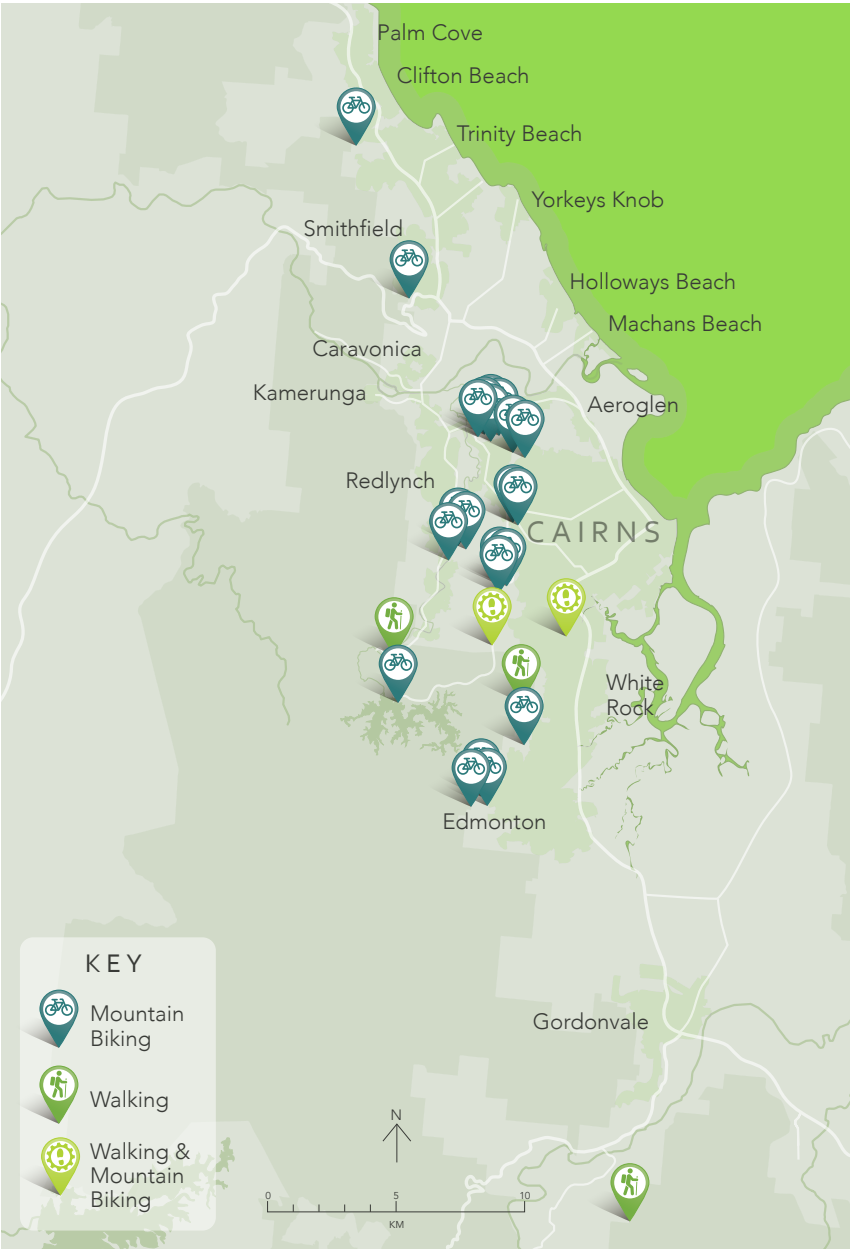 Palm Cove
Clifton Beach
Trinity Beach
Yorkeys Knob
Smithfield
Holloways Beach
Machans Beach
Caravonica
Kamerunga
Aeroglen
Redlynch
CAIRNS
White
Rock
Edmonton
Gordonvale
KEY
Mountain
Biking
Walking
Walking &
Mountain
Biking
N
0 5 10
KM